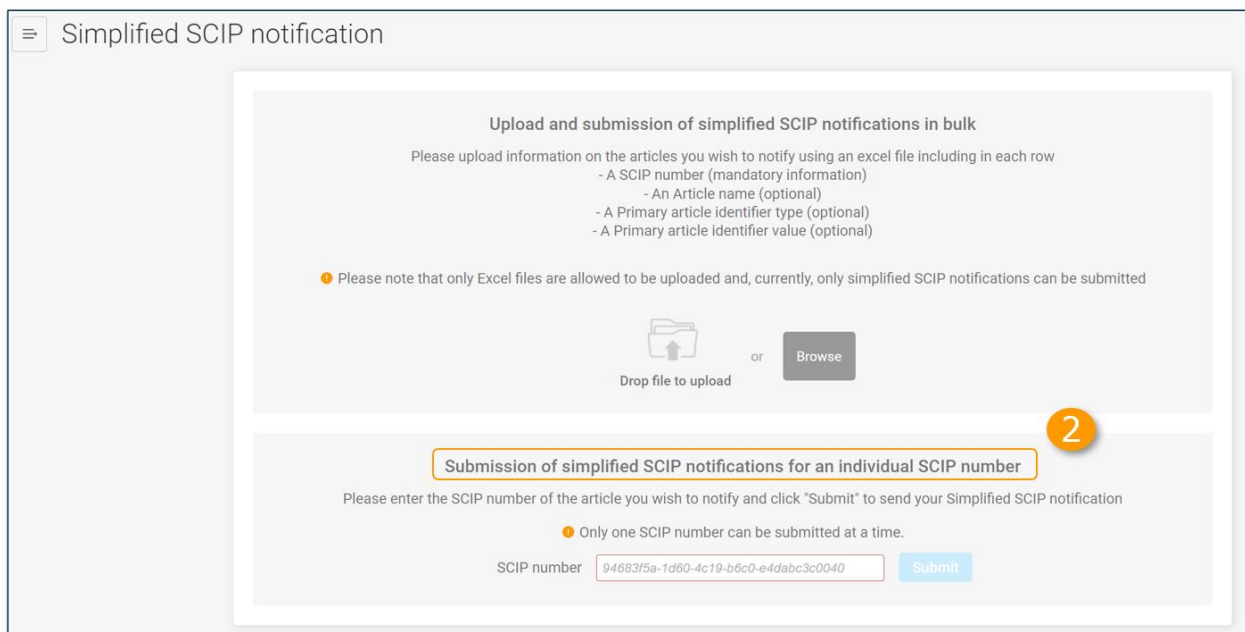 Simplified SCIP notification
Upload and submission of simplified SCIP notifications in bulk
Please upload information on the articles you wish to notify using an excel file including in each row
- A SCIP number (mandatory information)
- An Article name (optional)
- A Primary article identifier type (optional)
- A Primary article identifier value (optional)
Please note that only Excel files are allowed to be uploaded and, currently, only simplified SCIP notifications can be submitted
Drop file to upload
or
Browse
2
Submission of simplified SCIP notifications for an individual SCIP number
Please enter the SCIP number of the article you wish to notify and click "Submit" to send your Simplified SCIP notification
Only one SCIP number can be submitted at a time.
SCIP number 94683f5a-1d60-4c19-b6c0-e4dabc3c0040 Submit